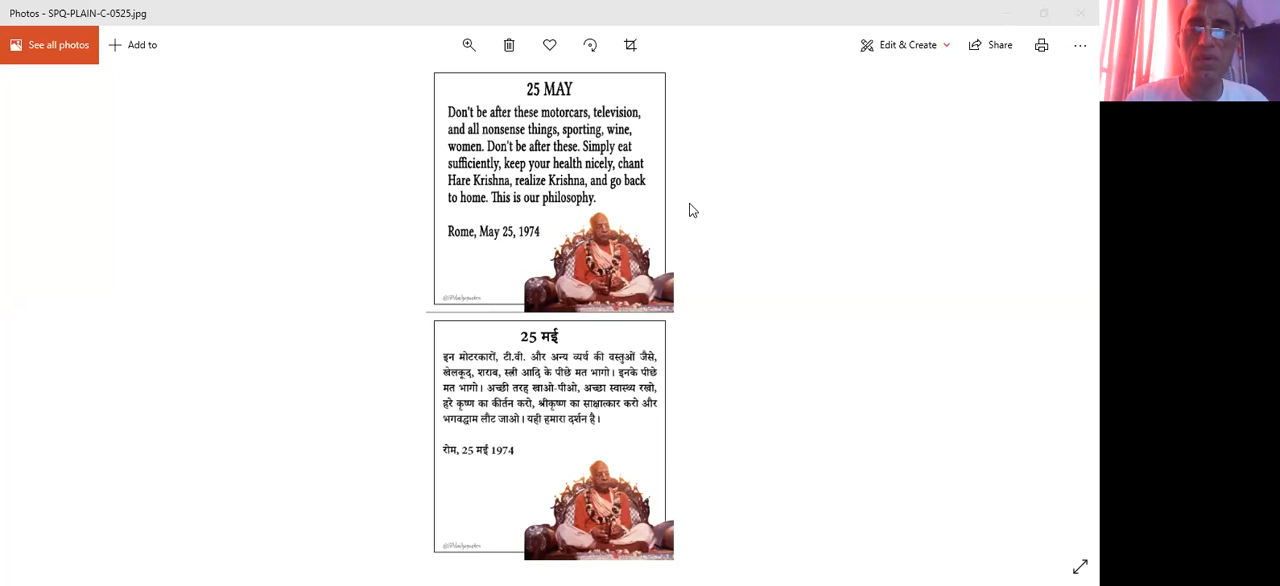 Photos - SPQ-PLAIN-C-0525.jpg
See all photos
Add to
Edit & Create
Share
25 MAY
Don't be after these motorcars, television,
and all nonsense things, sporting, wine,
women. Don't be after these. Simply eat
sufficiently, keep your health nicely, chant
Hare Krishna, realize Krishna, and go back
to home. This is our philosophy.
Rome, May 25, 1974
25 मई
इन मोटरकारों, टी.वी. और अन्य व्यर्थ की वस्तुओं जैसे,
खेलकूद, शराब, स्त्री आदि के पीछे मत भागो। इनके पीछे
मत भागो। अच्छी तरह खाओ-पीओ, अच्छा स्वास्थ्य रखो,
हरे कृष्ण का कीर्तन करो, श्रीकृष्ण का साक्षात्कार करो और
भगवद्धाम लौट जाओ। यही हमारा दर्शन है।
रोम, 25 मई 1974